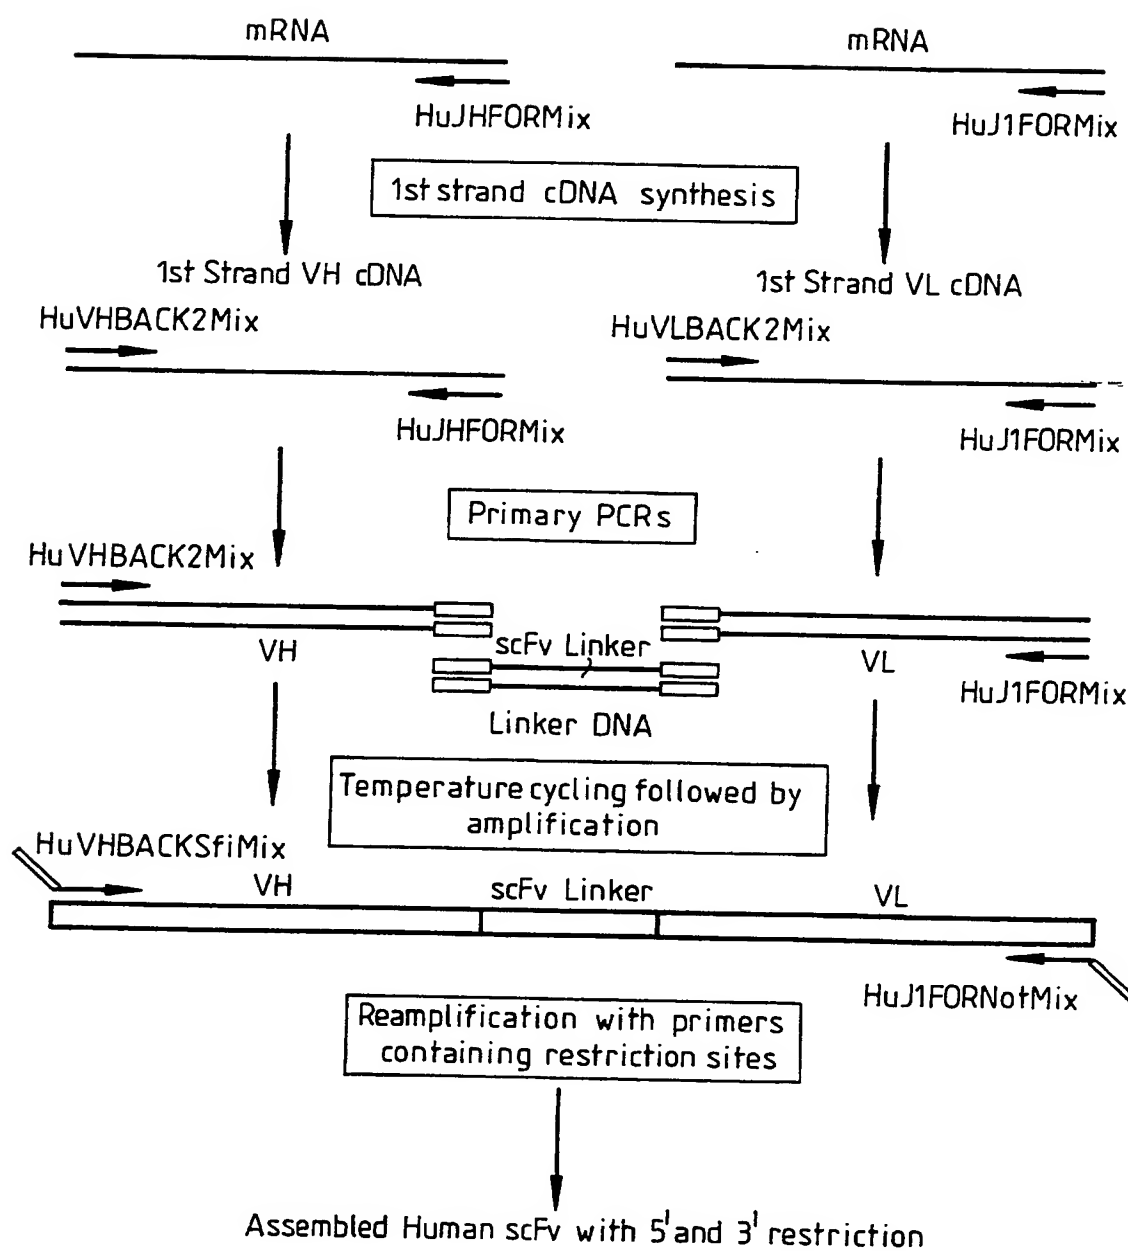 mRNA
mRNA
HuJHFORMix
HuJ1FORMix
1st strand cDNA synthesis
1st Strand VH cDNA
1st Strand VL cDNA
HuVHBACK2Mix
HuVLBACK2Mix
HuJHFORMix
HuJ1FORMix
Primary PCRs
HuVHBACK2Mix
VH
scFv Linker
VL
HuJ1FORMix
Linker DNA
Temperature cycling followed by
amplification
HuVHBACKSfiMix
VH
scFv Linker
VL
HuJ1FORNotMix
Reamplification with primers
containing restriction sites
Assembled Human scFv with 5' and 3' restriction